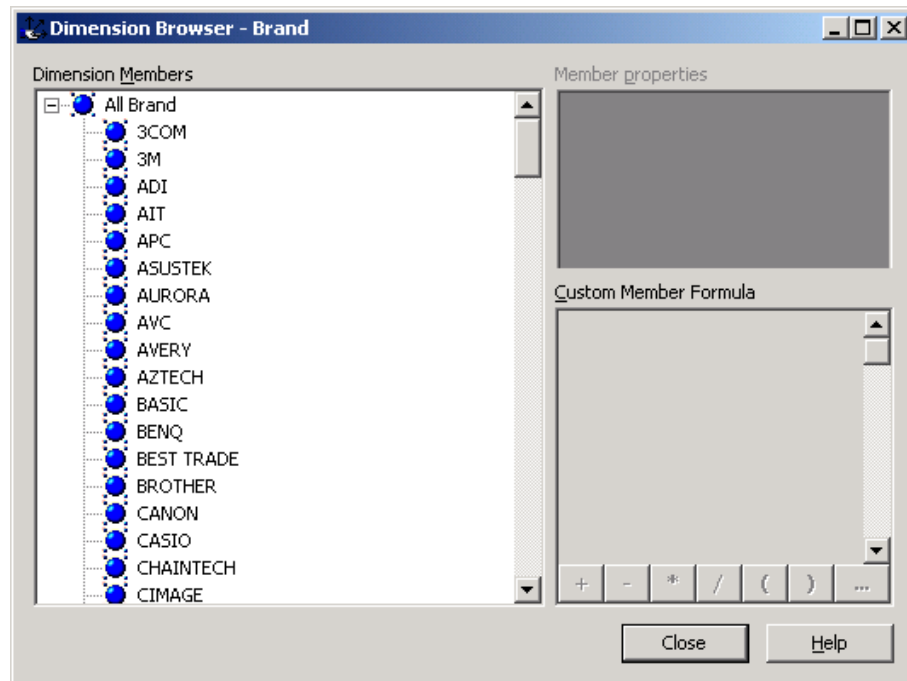 Dimension Browser - Brand
Dimension Members
All Brand
3COM
3M
ADI
AIT
APC
ASUSTEK
AURORA
AVC
AVERY
AZTECH
BASIC
BENQ
BEST TRADE
BROTHER
CANON
CASIO
CHAINTECH
CIMAGE
Member properties
Custom Member Formula
+ - * / ( ) ...
Close Help